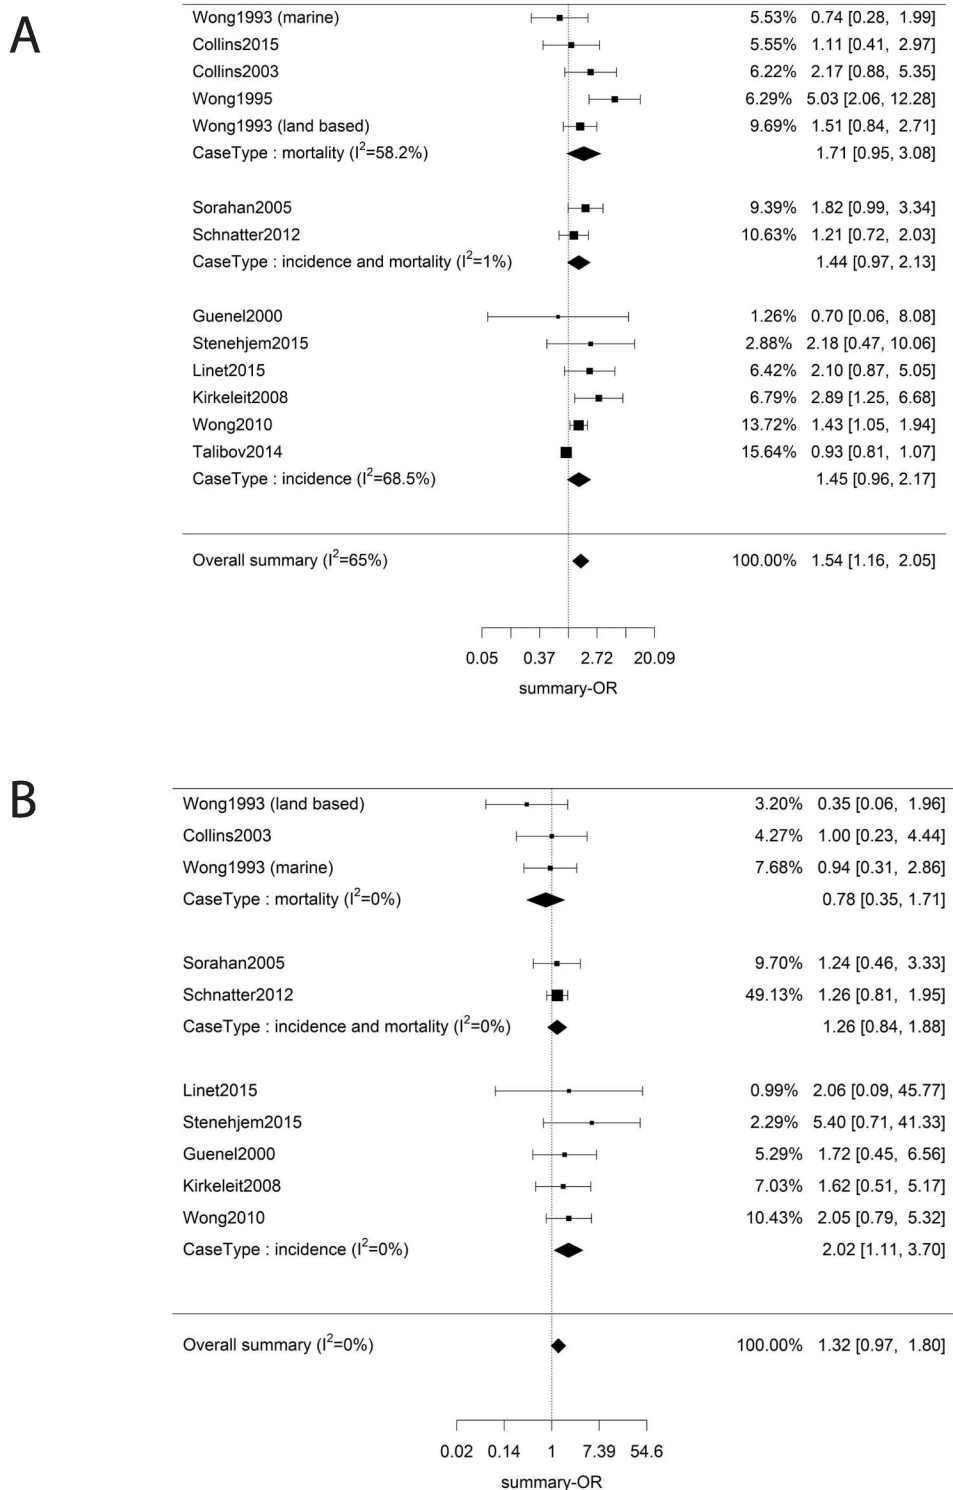 A
Wong1993 (marine) 5.53% 0.74 [0.28, 1.99]
Collins2015 5.55% 1.11 [0.41, 2.97]
Collins2003 6.22% 2.17 [0.88, 5.35]
Wong1995 6.29% 5.03 [2.06, 12.28]
Wong1993 (land based) 9.69% 1.51 [0.84, 2.71]
CaseType : mortality (I²=58.2%) 1.71 [0.95, 3.08]
Sorahan2005 9.39% 1.82 [0.99, 3.34]
Schnatter2012 10.63% 1.21 [0.72, 2.03]
CaseType : incidence and mortality (I²=1%) 1.44 [0.97, 2.13]
Guenel2000 1.26% 0.70 [0.06, 8.08]
Stenehjem2015 2.88% 2.18 [0.47, 10.06]
Linet2015 6.42% 2.10 [0.87, 5.05]
Kirkeleit2008 6.79% 2.89 [1.25, 6.68]
Wong2010 13.72% 1.43 [1.05, 1.94]
Talibov2014 15.64% 0.93 [0.81, 1.07]
CaseType : incidence (I²=68.5%) 1.45 [0.96, 2.17]
Overall summary (I²=65%) 100.00% 1.54 [1.16, 2.05]
0.05 0.37 2.72 20.09
summary-OR
B
Wong1993 (land based) 3.20% 0.35 [0.06, 1.96]
Collins2003 4.27% 1.00 [0.23, 4.44]
Wong1993 (marine) 7.68% 0.94 [0.31, 2.86]
CaseType : mortality (I²=0%) 0.78 [0.35, 1.71]
Sorahan2005 9.70% 1.24 [0.46, 3.33]
Schnatter2012 49.13% 1.26 [0.81, 1.95]
CaseType : incidence and mortality (I²=0%) 1.26 [0.84, 1.88]
Linet2015 0.99% 2.06 [0.09, 45.77]
Stenehjem2015 2.29% 5.40 [0.71, 41.33]
Guenel2000 5.29% 1.72 [0.45, 6.56]
Kirkeleit2008 7.03% 1.62 [0.51, 5.17]
Wong2010 10.43% 2.05 [0.79, 5.32]
CaseType : incidence (I²=0%) 2.02 [1.11, 3.70]
Overall summary (I²=0%) 100.00% 1.32 [0.97, 1.80]
0.02 0.14 1 7.39 54.6
summary-OR